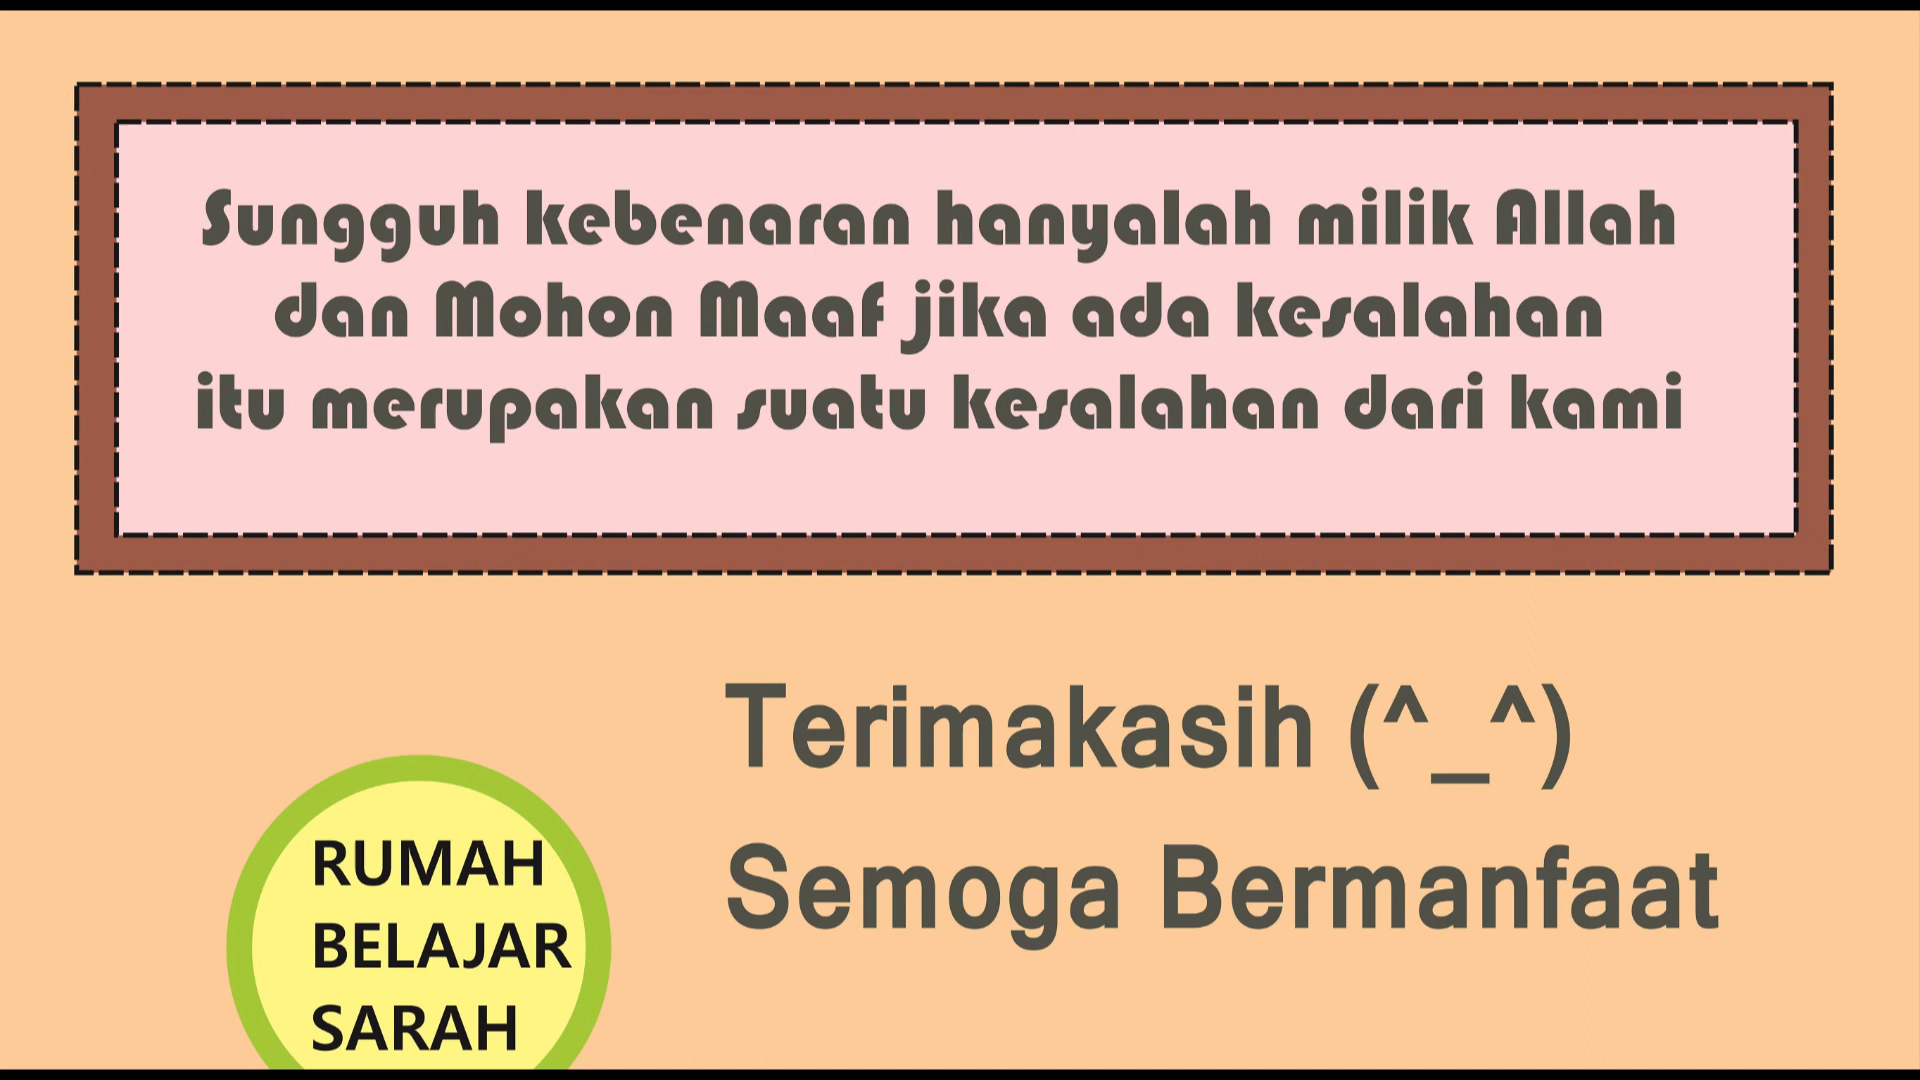 Sungguh kebenaran hanyalah milik Allah
dan Mohon Maaf jika ada kesalahan
itu merupakan suatu kesalahan dari kami
Terimakasih (^_^)
Semoga Bermanfaat
RUMAH
BELAJAR
SARAH